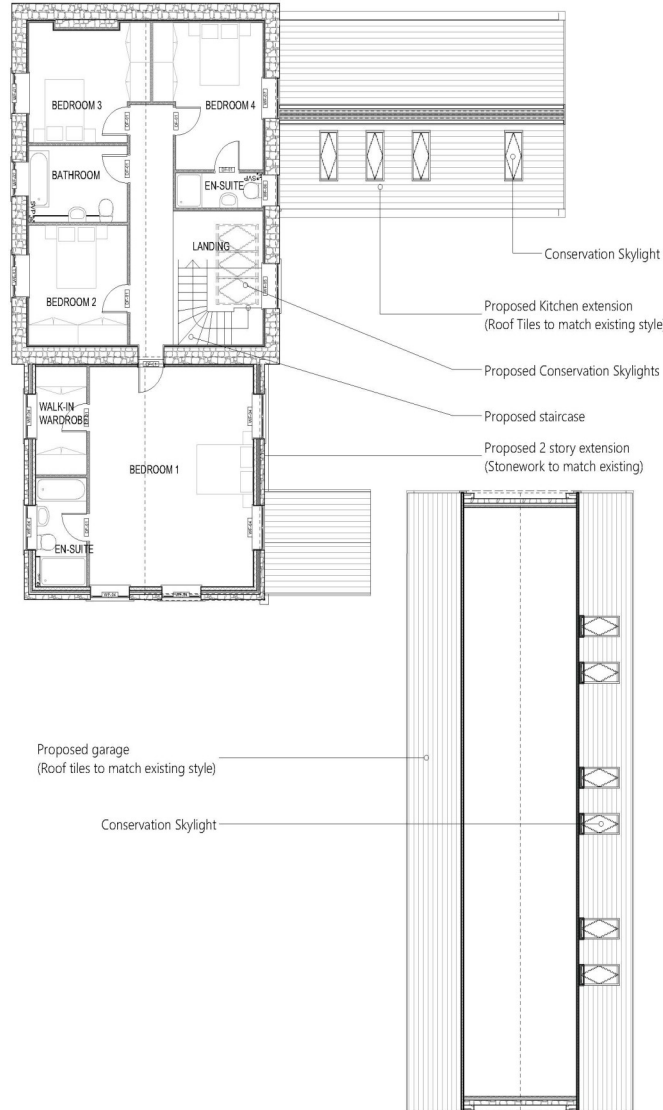 BEDROOM 3
BEDROOM 4
BATHROOM
EN-SUITE
SVP
SVP
LANDING
BEDROOM 2
Conservation Skylight
Proposed Kitchen extension
(Roof Tiles to match existing style)
Proposed Conservation Skylights
Proposed staircase
Proposed 2 story extension
(Stonework to match existing)
WALK-IN
WARDROBE
BEDROOM 1
EN-SUITE
Proposed garage
(Roof tiles to match existing style)
Conservation Skylight